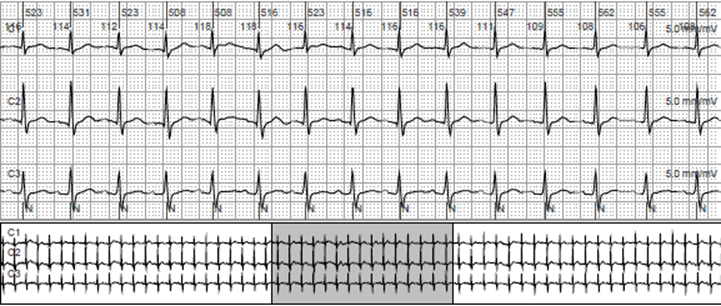 523 531 523 508 508 516 523 516 516 539 547 555 562 555 562
114 112 114 118 118 116 114 116 116 111 109 108 106 108
C1 5.0 mm/mV
C2 5.0 mm/mV
C3 5.0 mm/mV
N N N N N N N N N N N N N N N
C1
C2
C3